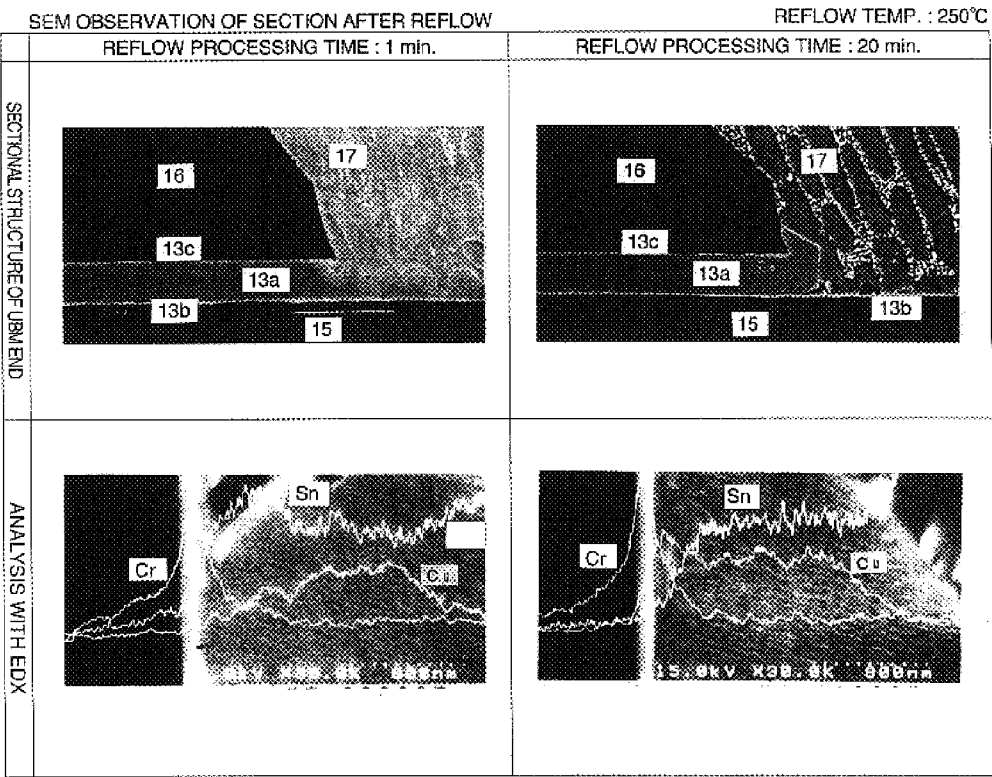 SEM OBSERVATION OF SECTION AFTER REFLOW
REFLOW TEMP. : 250°C
REFLOW PROCESSING TIME : 1 min.
REFLOW PROCESSING TIME : 20 min.
SECTIONAL STRUCTURE OF UBM END
16
17
13c
13a
13b
15
16
17
13c
13a
13b
15
ANALYSIS WITH EDX
Sn
Cr
Cu
Sn
Cr
Cu
15.0kV X30.0k 600nm